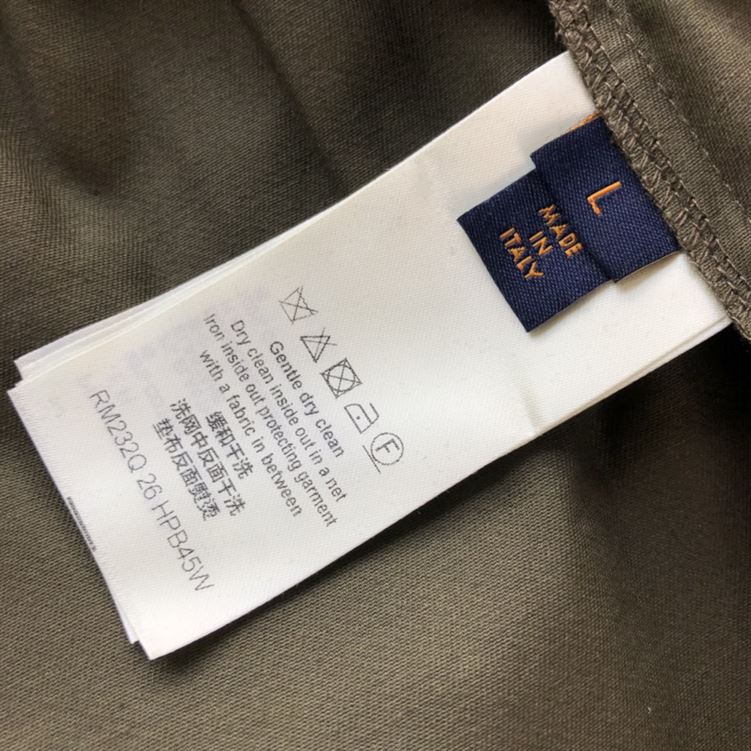 L
MADE
IN
ITALY
F
Gentle dry clean
Dry clean inside out in a net
Iron inside out protecting garment
with a fabric in between
缓和干洗
洗网中反面干洗
垫布反面熨烫
RM232Q 26 HPB45W